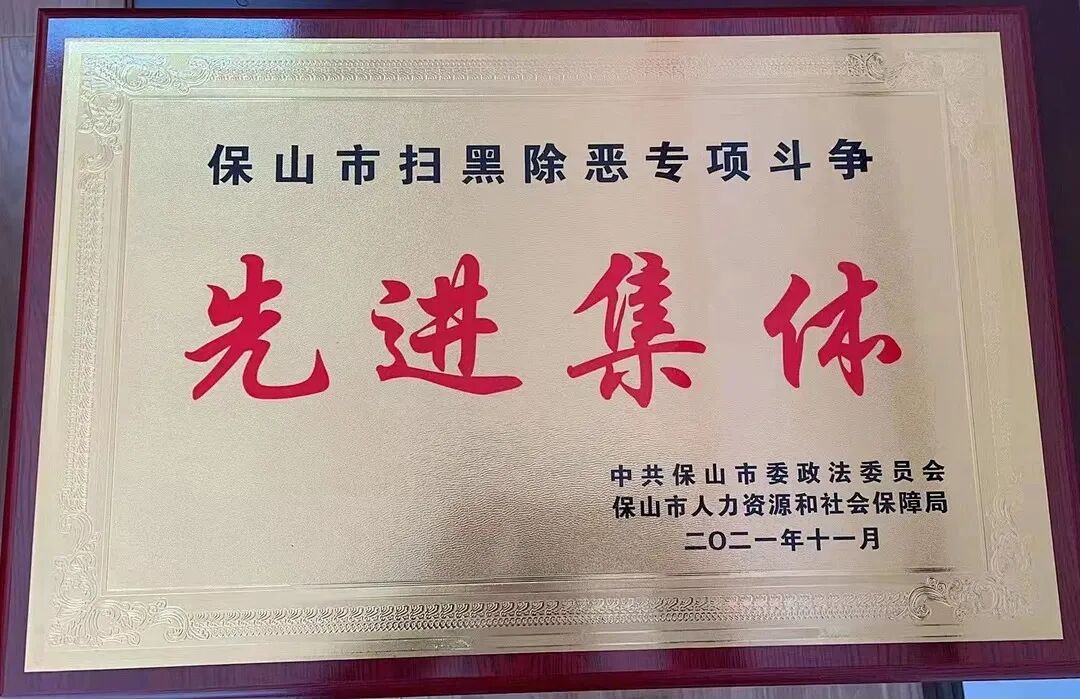 保山市扫黑除恶专项斗争
先进集体
中共保山市委政法委员会
保山市人力资源和社会保障局
二〇二一年十一月